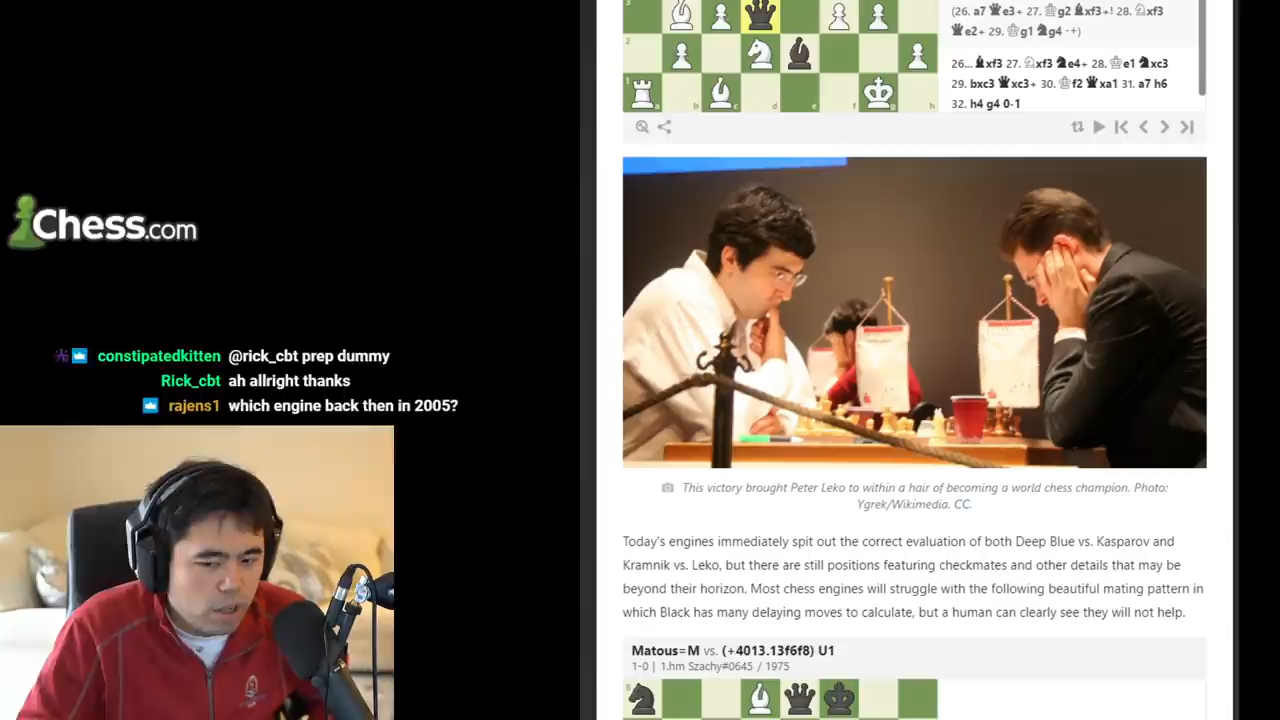 Chess.com
constipatedkitten @rick_cbt prep dummy
Rick_cbt ah allright thanks
rajens1 which engine back then in 2005?
3
2
1
a b c d e f g h
(26. a7 ♛e3+ 27. ♔g2 ♝xf3+! 28. ♘xf3
♛e2+ 29. ♔g1 ♞g4 -+)
26... ♝xf3 27. ♘xf3 ♞e4+ 28. ♔e1 ♞xc3
29. bxc3 ♛xc3+ 30. ♔f2 ♛xa1 31. a7 h6
32. h4 g4 0-1
This victory brought Peter Leko to within a hair of becoming a world chess champion. Photo:
Ygrek/Wikimedia, CC.
Today's engines immediately spit out the correct evaluation of both Deep Blue vs. Kasparov and
Kramnik vs. Leko, but there are still positions featuring checkmates and other details that may be
beyond their horizon. Most chess engines will struggle with the following beautiful mating pattern in
which Black has many delaying moves to calculate, but a human can clearly see they will not help.
Matous=M vs. (+4013.13f6f8) U1
1-0 | 1.hm Szachy#0645 / 1975
8